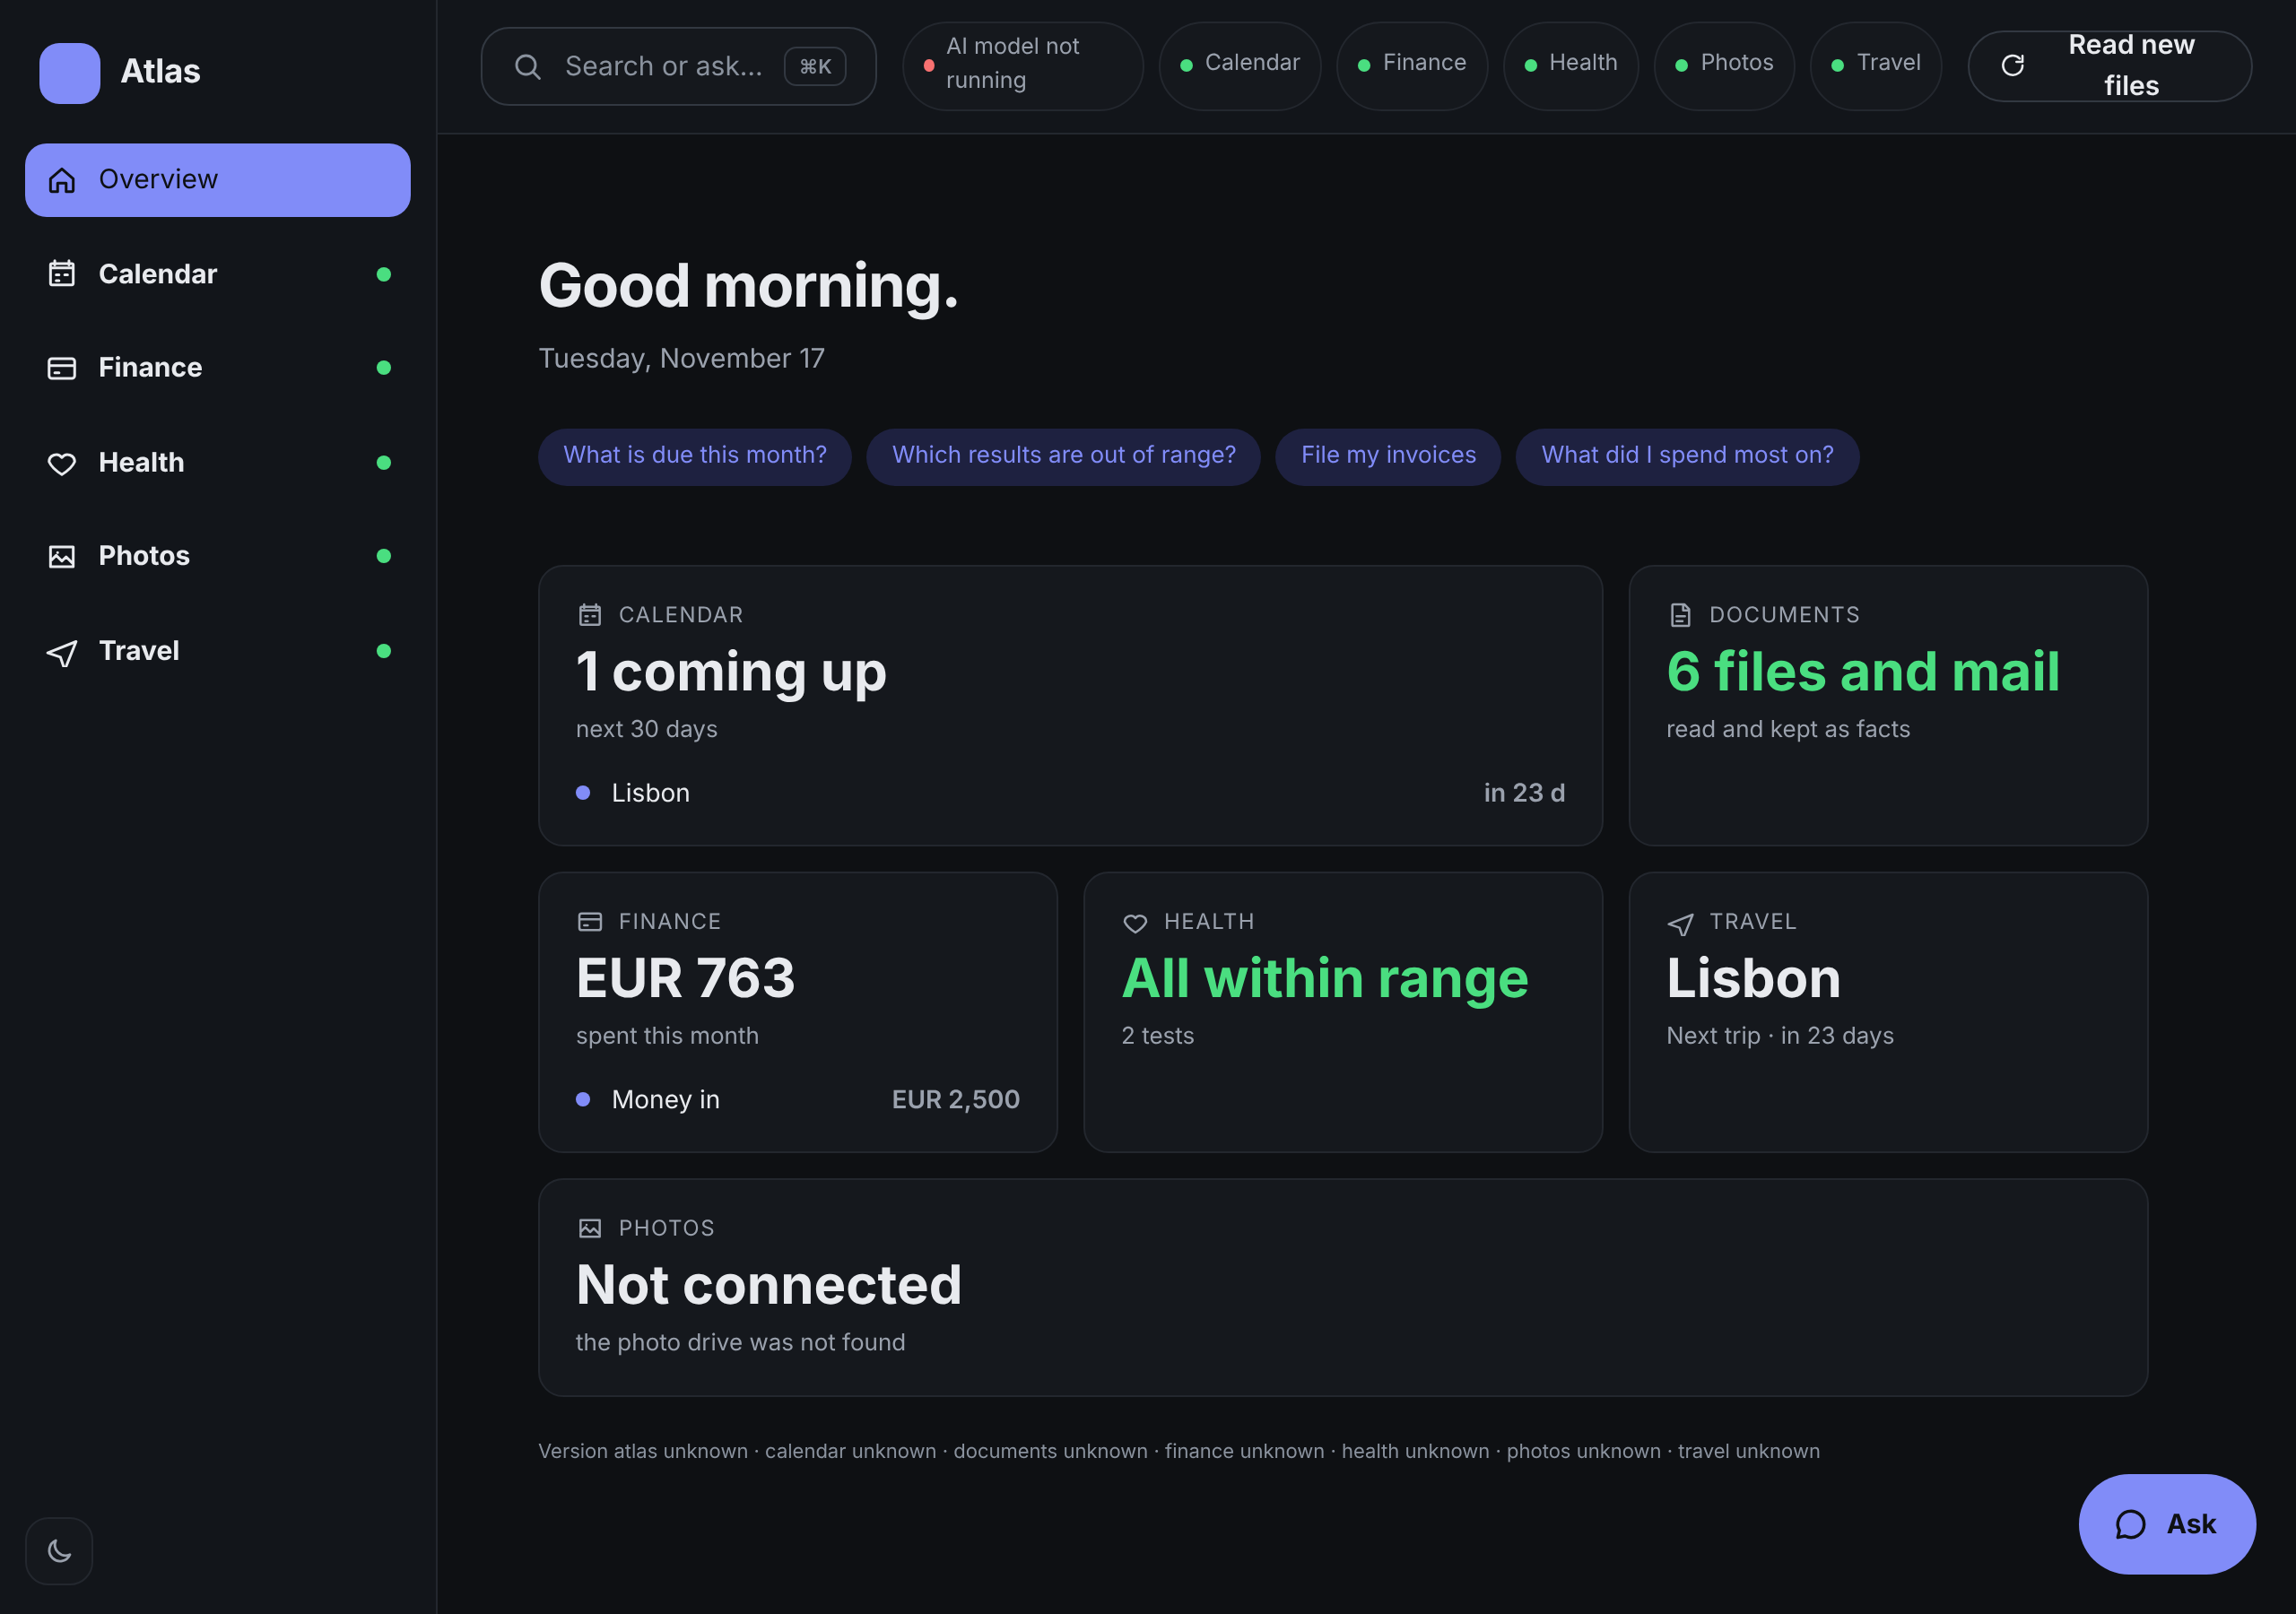 Atlas
Overview
Calendar
Finance
Health
Photos
Travel
Search or ask... ⌘K
AI model not
running
Calendar
Finance
Health
Photos
Travel
Read new
files
Good morning.
Tuesday, November 17
What is due this month?
Which results are out of range?
File my invoices
What did I spend most on?
CALENDAR
1 coming up
next 30 days
Lisbon in 23 d
DOCUMENTS
6 files and mail
read and kept as facts
FINANCE
EUR 763
spent this month
Money in EUR 2,500
HEALTH
All within range
2 tests
TRAVEL
Lisbon
Next trip · in 23 days
PHOTOS
Not connected
the photo drive was not found
Version atlas unknown · calendar unknown · documents unknown · finance unknown · health unknown · photos unknown · travel unknown
Ask